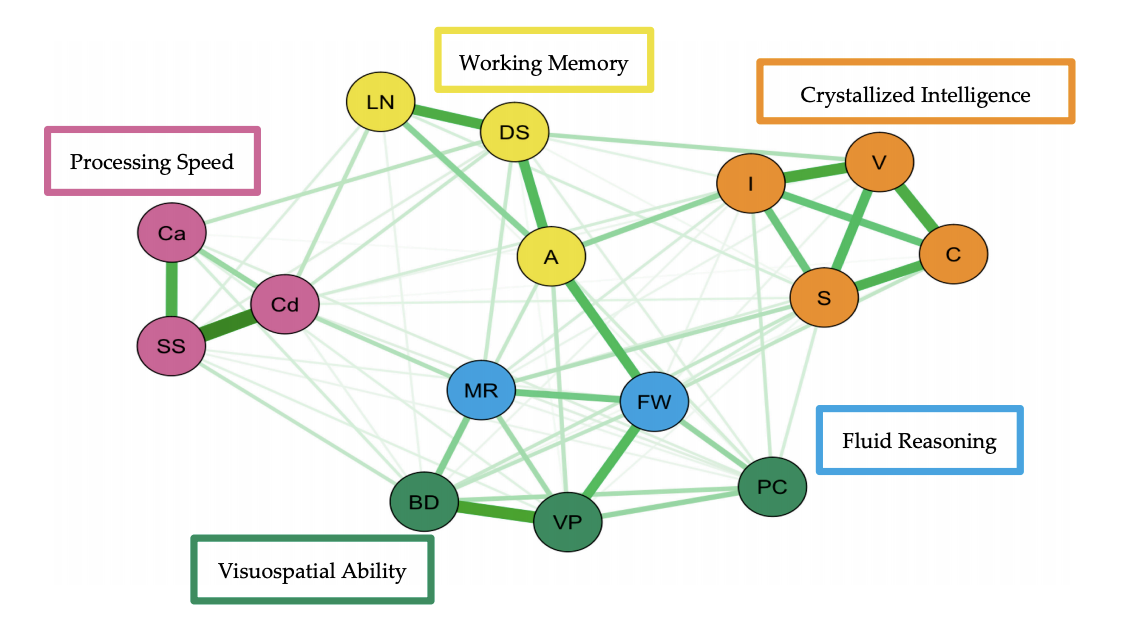 Working Memory
Crystallized Intelligence
LN
DS
Processing Speed
V
I
Ca
A
C
Cd
S
SS
MR
FW
Fluid Reasoning
PC
BD
VP
Visuospatial Ability